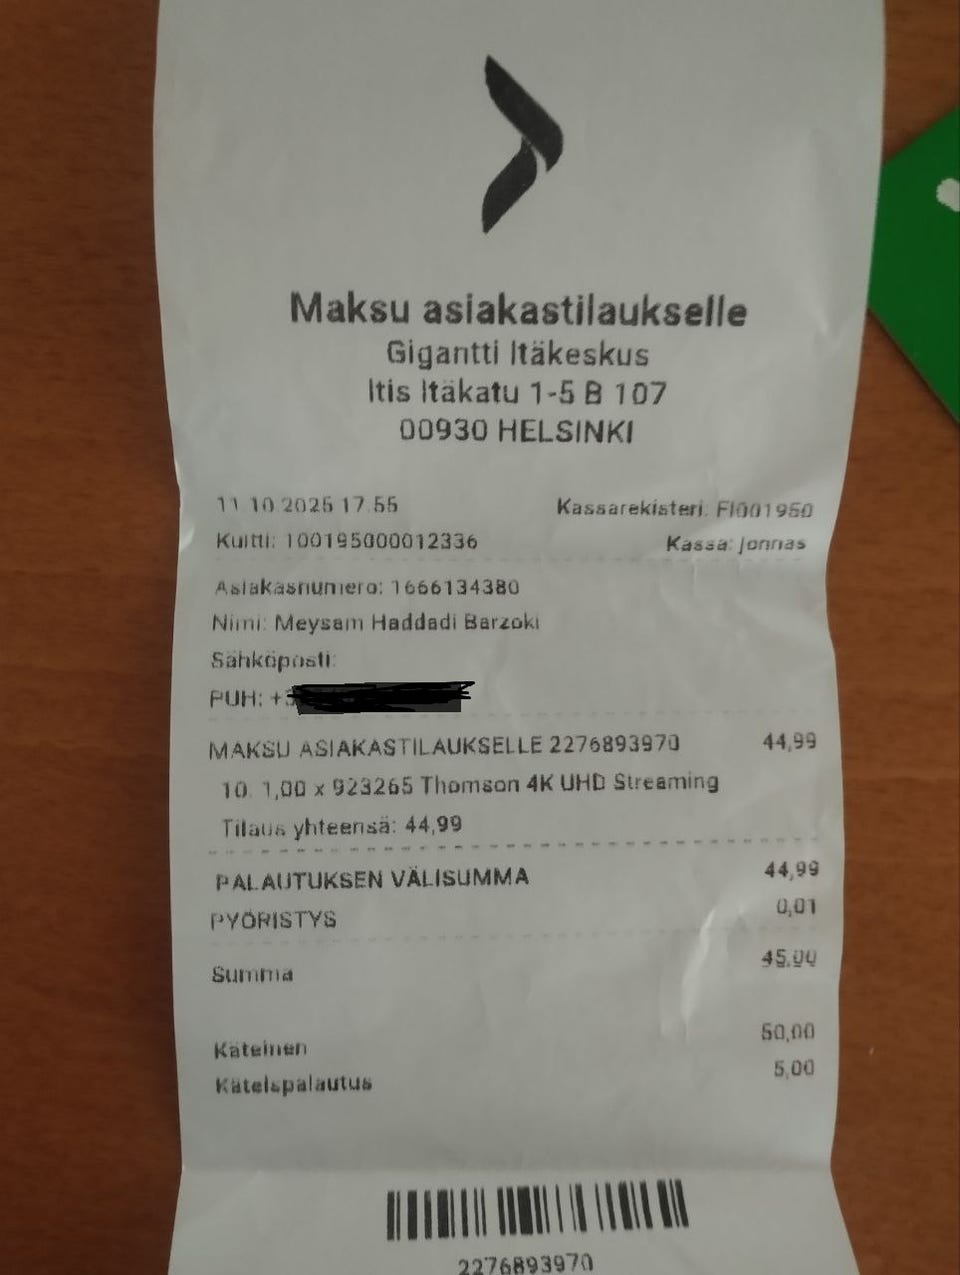 Maksu asiakastilaukselle
Gigantti Itäkeskus
Itis Itäkatu 1-5 B 107
00930 HELSINKI
11.10.2025 17.55 Kassarekisteri: FI001950
Kuitti: 100195000012336 Kassa: jonnas
Asiakasnumero: 1666134380
Nimi: Meysam Haddadi Barzoki
Sähköposti:
PUH: +3
MAKSU ASIAKASTILAUKSELLE 2276893970 44,99
10. 1,00 x 923265 Thomson 4K UHD Streaming
Tilaus yhteensä: 44,99
PALAUTUKSEN VÄLISUMMA 44,99
PYÖRISTYS 0,01
Summa 45,00
Käteinen 50,00
Käteispalautus 5,00
2276893970